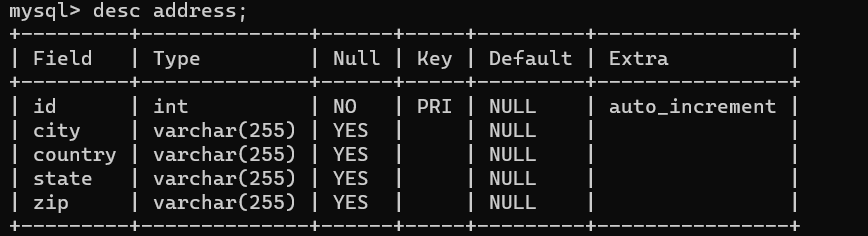 mysql> desc address;
+---------+--------------+------+-----+---------+----------------+
| Field   | Type         | Null | Key | Default | Extra          |
+---------+--------------+------+-----+---------+----------------+
| id      | int          | NO   | PRI | NULL    | auto_increment |
| city    | varchar(255) | YES  |     | NULL    |                |
| country | varchar(255) | YES  |     | NULL    |                |
| state   | varchar(255) | YES  |     | NULL    |                |
| zip     | varchar(255) | YES  |     | NULL    |                |
+---------+--------------+------+-----+---------+----------------+